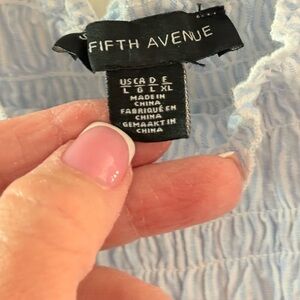 FIFTH AVENUE
US CA D E
L G L XL
MADE IN
CHINA
FABRIQUÉ EN
CHINA
GEMAAKT IN
CHINA